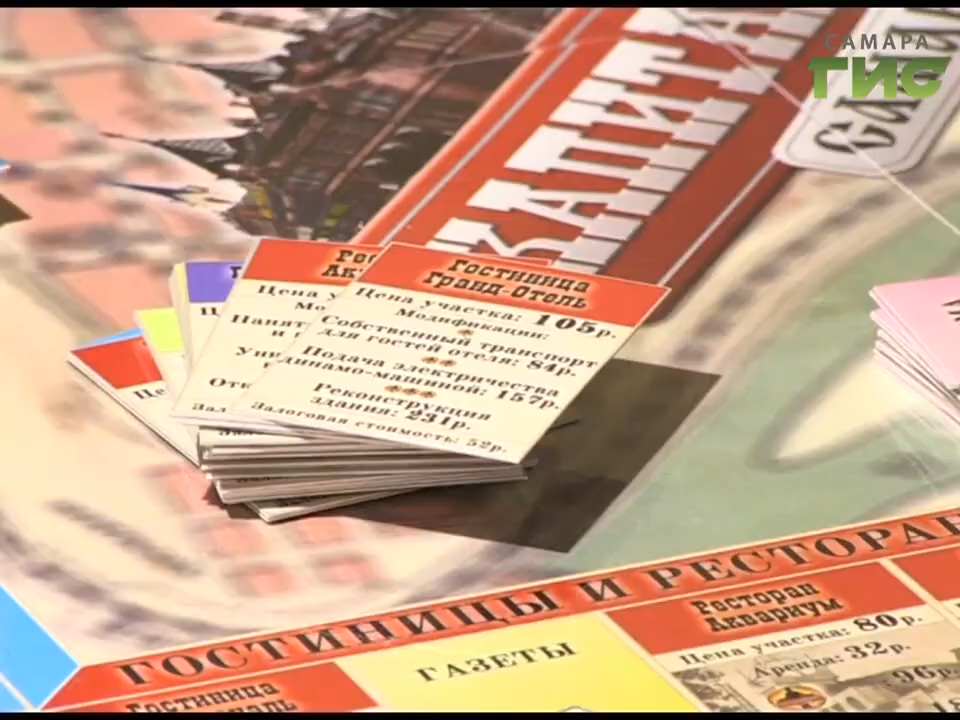 САМАРА
ГИС
КАПИТА
Гостиница
Гранд-Отель
Цена участка: 105р.
Модификации:
Собственный транспорт
для гостей отеля: 84р.
Подача электричества
динамо-машиной: 157р.
Реконструкция
здания: 231р.
Залоговая стоимость: 52р.
ГОСТИНИЦЫ И РЕСТОРАН
Гостиница
ГАЗЕТЫ
Ресторан
Аквариум
Цена участка: 80р.
Аренда: 32р.
96р.